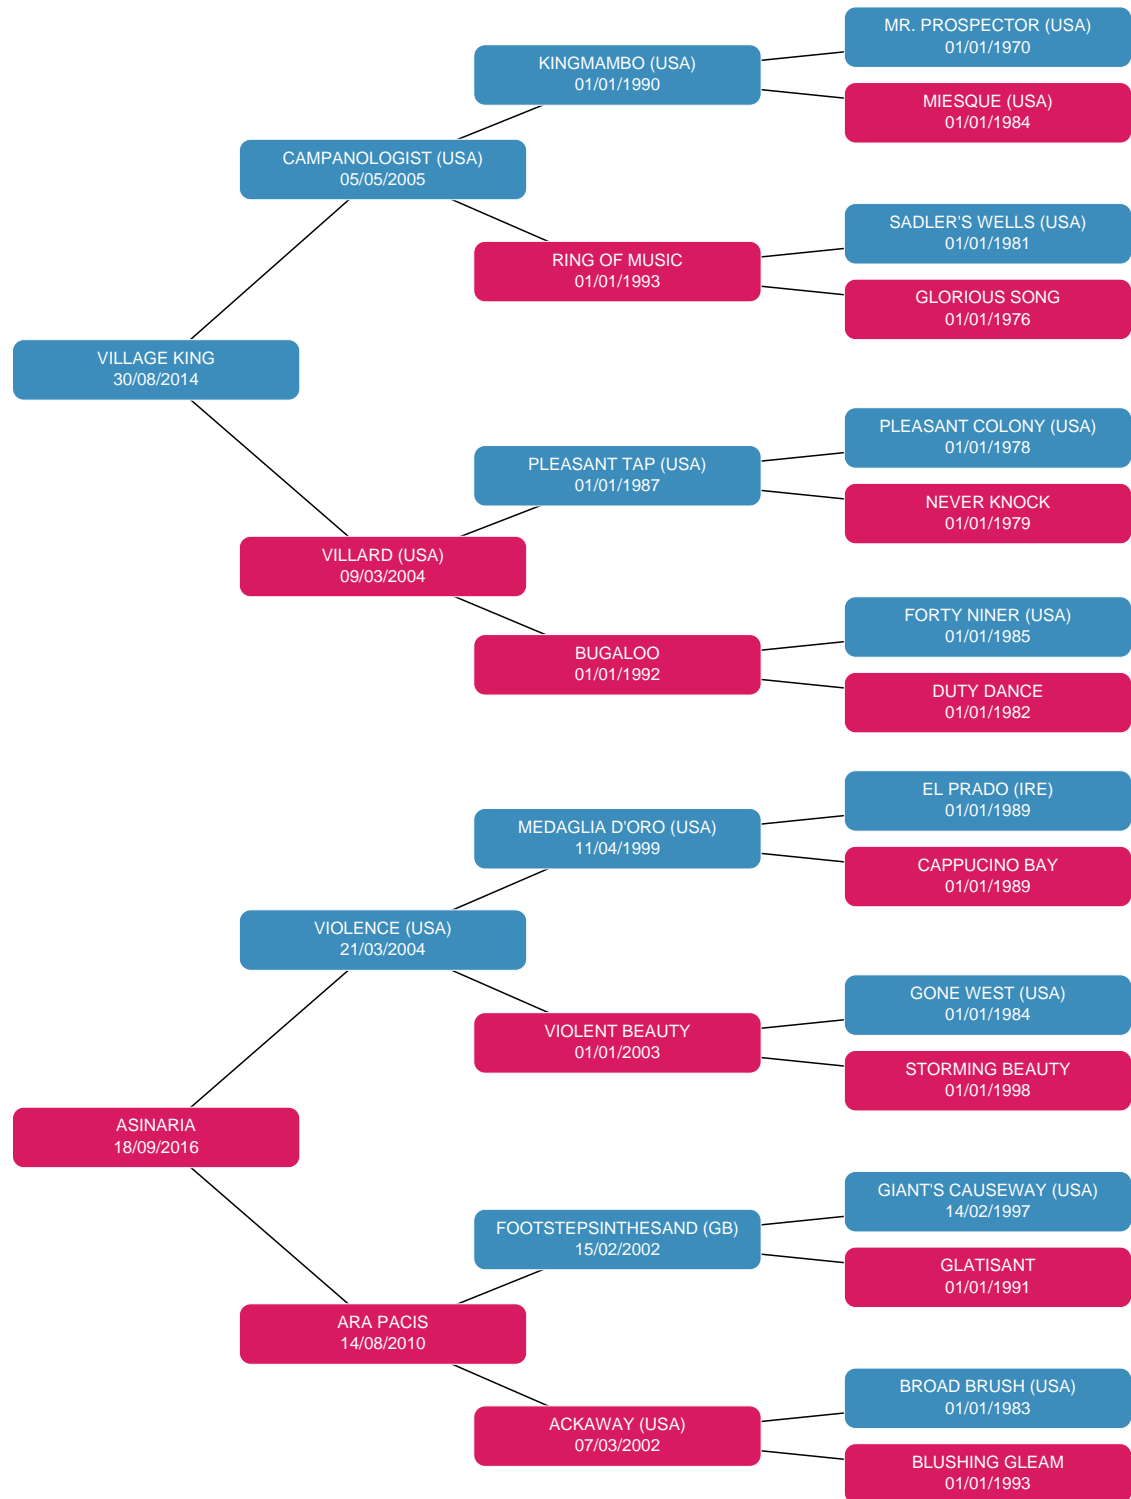 MR. PROSPECTOR (USA)
01/01/1970
KINGMAMBO (USA)
01/01/1990
MIESQUE (USA)
01/01/1984
CAMPANOLOGIST (USA)
05/05/2005
SADLER'S WELLS (USA)
01/01/1981
RING OF MUSIC
01/01/1993
GLORIOUS SONG
01/01/1976
VILLAGE KING
30/08/2014
PLEASANT COLONY (USA)
01/01/1978
PLEASANT TAP (USA)
01/01/1987
NEVER KNOCK
01/01/1979
VILLARD (USA)
09/03/2004
FORTY NINER (USA)
01/01/1985
BUGALOO
01/01/1992
DUTY DANCE
01/01/1982
EL PRADO (IRE)
01/01/1989
MEDAGLIA D'ORO (USA)
11/04/1999
CAPPUCINO BAY
01/01/1989
VIOLENCE (USA)
21/03/2004
GONE WEST (USA)
01/01/1984
VIOLENT BEAUTY
01/01/2003
STORMING BEAUTY
01/01/1998
ASINARIA
18/09/2016
GIANT'S CAUSEWAY (USA)
14/02/1997
FOOTSTEPSINTHESAND (GB)
15/02/2002
GLATISANT
01/01/1991
ARA PACIS
14/08/2010
BROAD BRUSH (USA)
01/01/1983
ACKAWAY (USA)
07/03/2002
BLUSHING GLEAM
01/01/1993